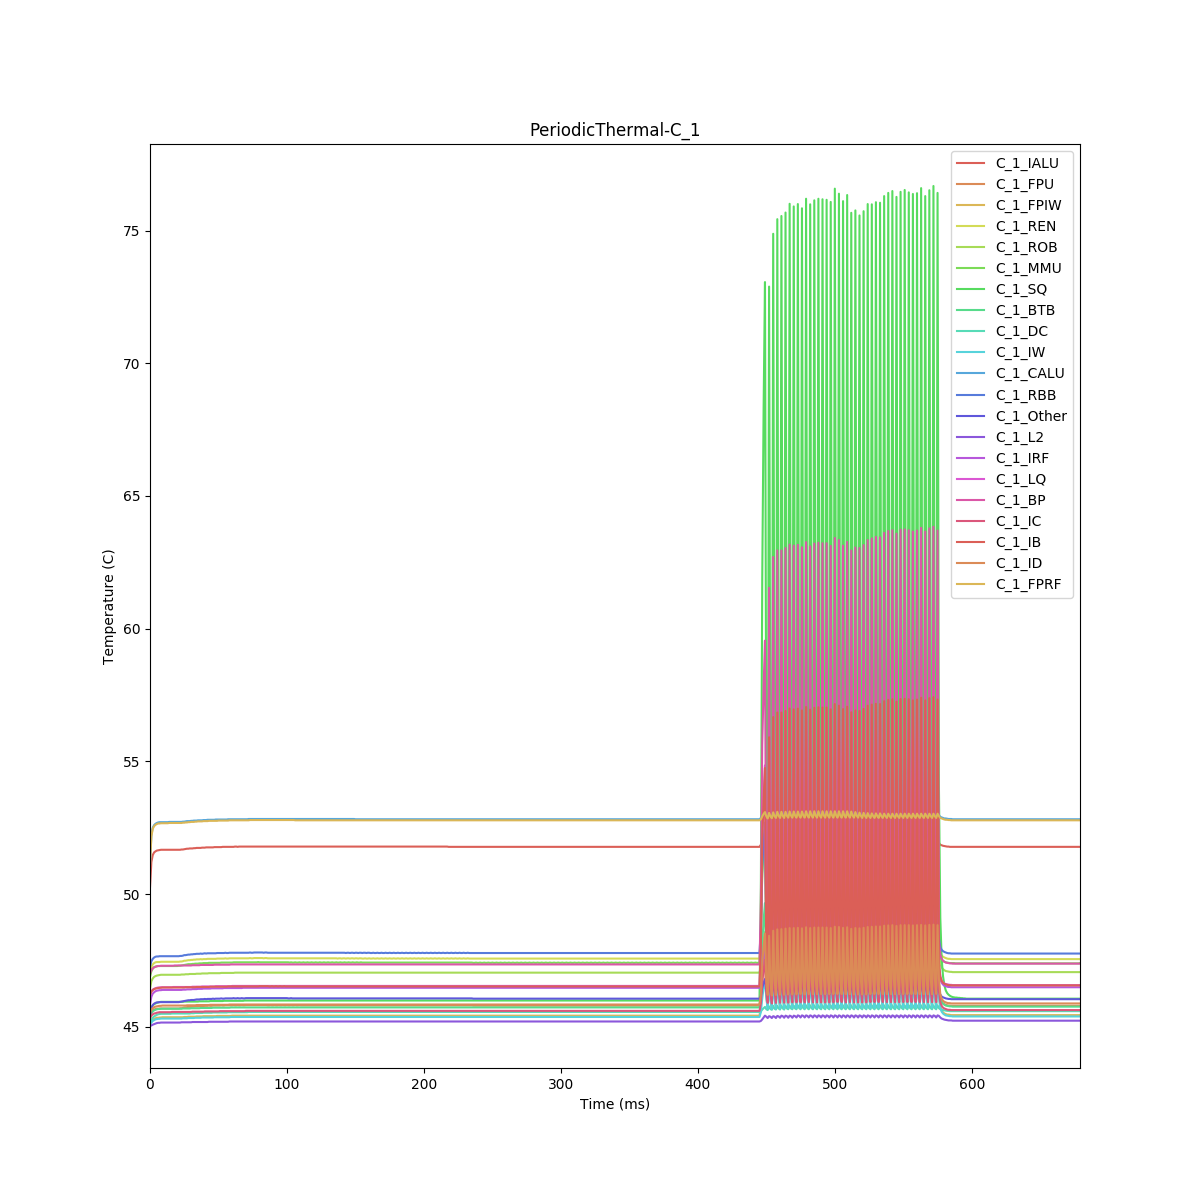 PeriodicThermal-C_1
C_1_IALU
C_1_FPU
C_1_FPIW
C_1_REN
C_1_ROB
C_1_MMU
C_1_SQ
C_1_BTB
C_1_DC
C_1_IW
C_1_CALU
C_1_RBB
C_1_Other
C_1_L2
C_1_IRF
C_1_LQ
C_1_BP
C_1_IC
C_1_IB
C_1_ID
C_1_FPRF
75
70
65
60
55
50
45
Temperature (C)
0 100 200 300 400 500 600
Time (ms)